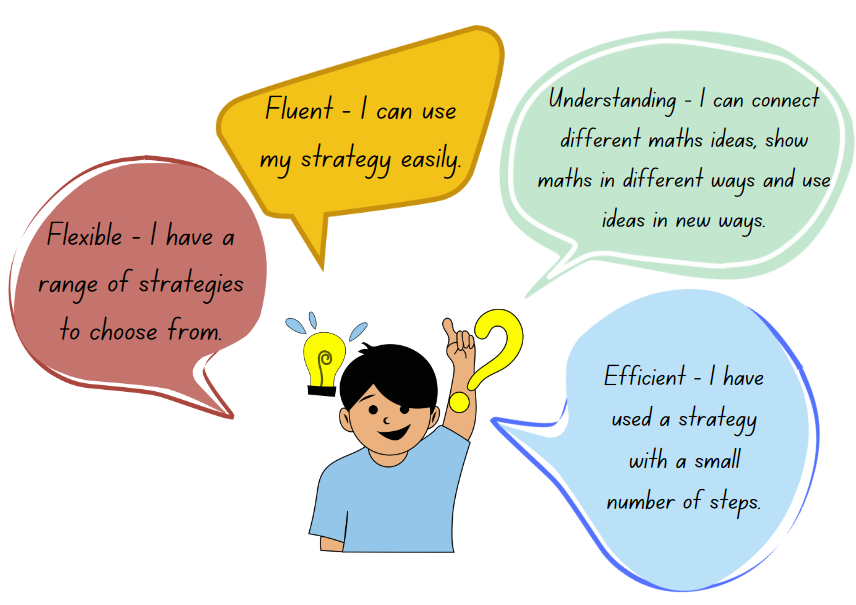 Fluent - I can use
my strategy easily.
Understanding - I can connect
different maths ideas, show
maths in different ways and use
ideas in new ways.
Flexible - I have a
range of strategies
to choose from.
Efficient - I have
used a strategy
with a small
number of steps.